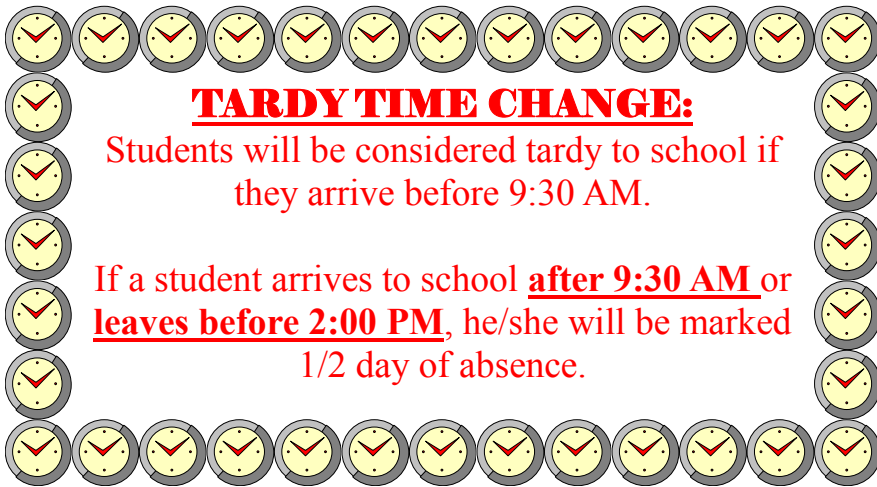 TARDY TIME CHANGE:
Students will be considered tardy to school if
they arrive before 9:30 AM.
If a student arrives to school after 9:30 AM or
leaves before 2:00 PM, he/she will be marked
1/2 day of absence.